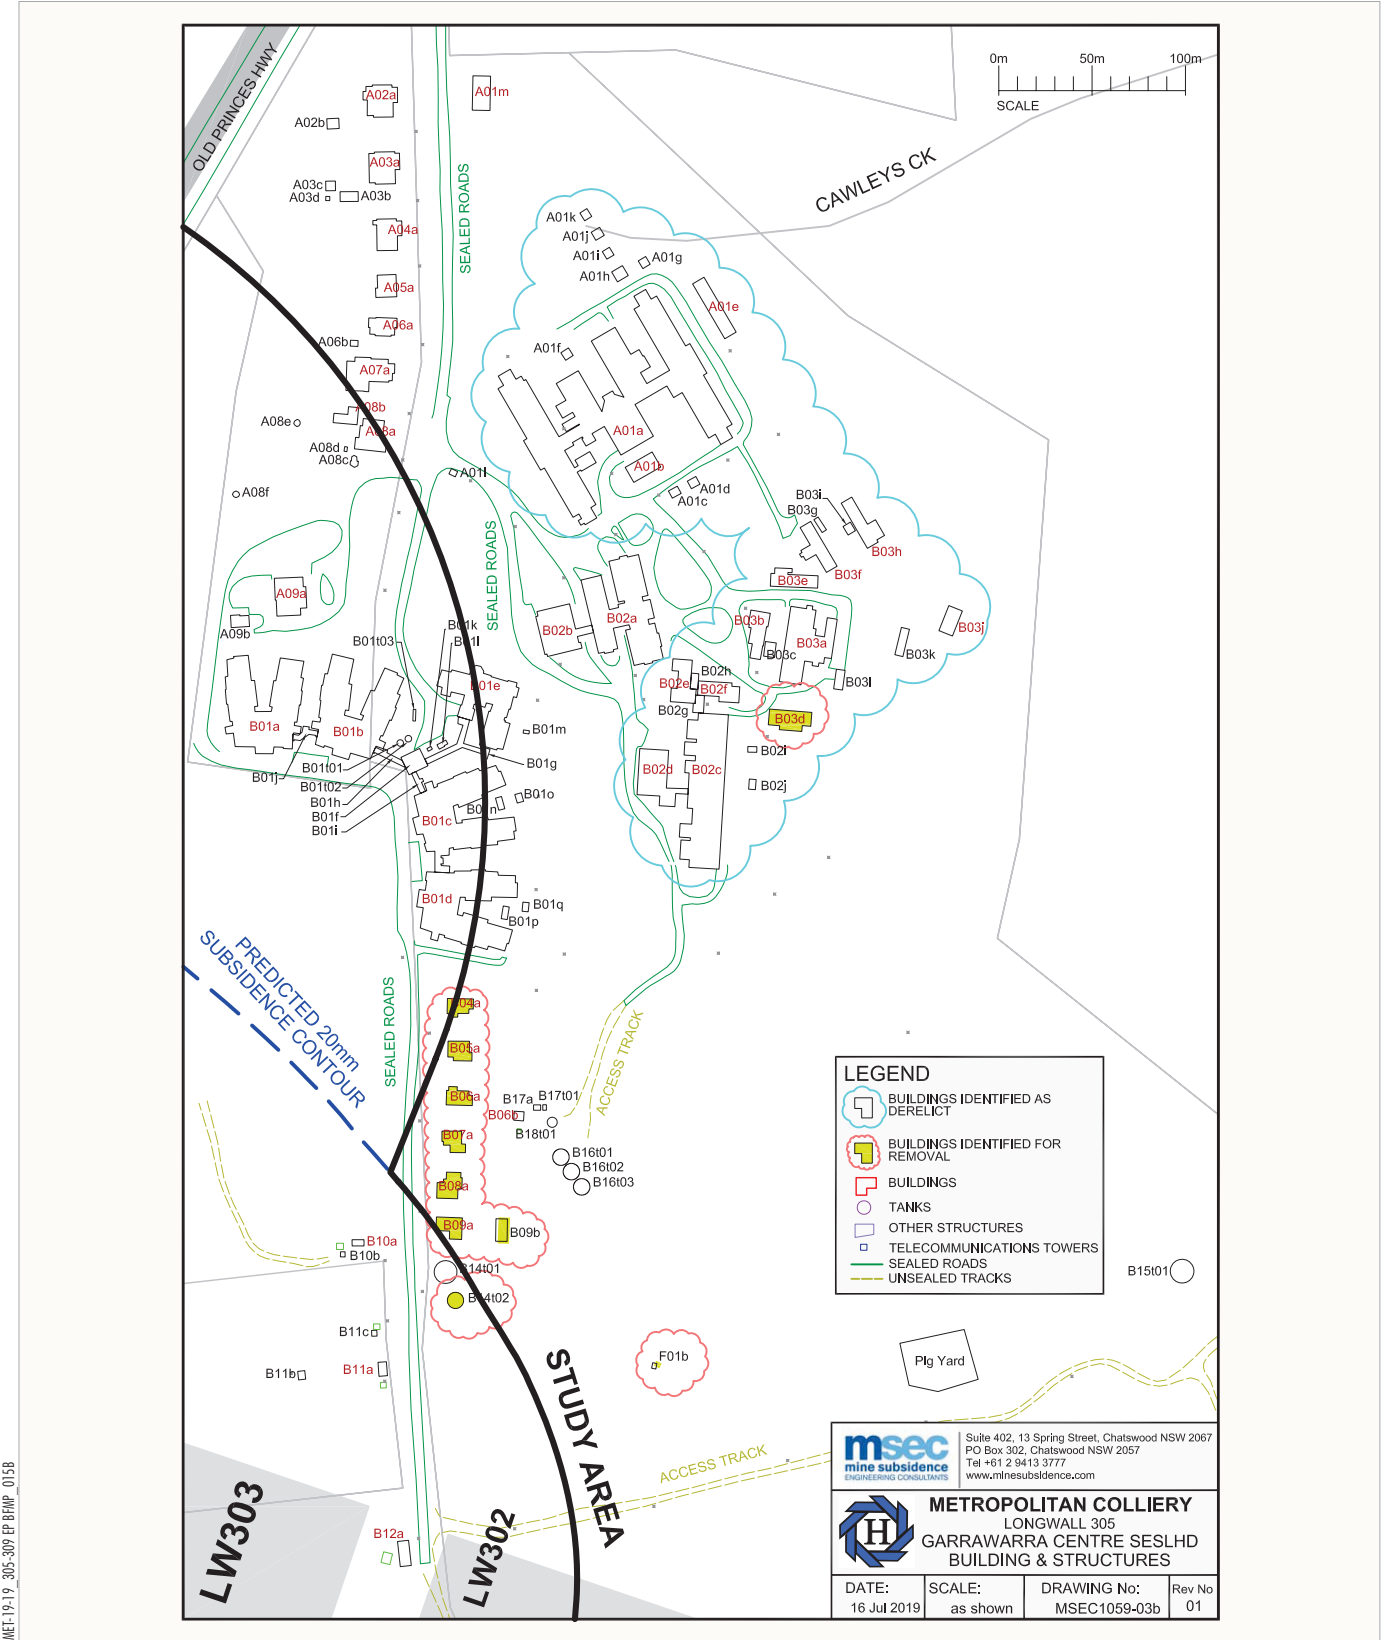 0m 50m 100m
SCALE
OLD PRINCES HWY
CAWLEYS CK
SEALED ROADS
A02a
A01m
A02b
A03a
A03c
A03d
A03b
A04a
A05a
A06a
A06b
A07a
A08b
A08e
A08a
A08d
A08c
A08f
A01k
A01j
A01i
A01g
A01h
A01e
A01f
A01a
A01b
A01l
A01d
A01c
B03i
B03g
B03h
B03f
B03e
SEALED ROADS
A09a
A09b
B02b
B02a
B03b
B03a
B03c
B03j
B03k
B03l
B01t03
B01k
B01l
B01e
B02h
B02e
B02f
B02g
B03d
B01a
B01b
B01m
B02i
B01j
B01t01
B01t02
B01h
B01f
B01i
B01g
B02d
B02c
B02j
B01n
B01o
B01c
B01d
B01q
B01p
PREDICTED 20mm
SUBSIDENCE CONTOUR
SEALED ROADS
B04a
B05a
B06a
B17a
B17t01
B06b
B18t01
B07a
B16t01
B16t02
B16t03
B08a
B09a
B09b
ACCESS TRACK
B10a
B10b
B14t01
B14t02
B11c
B11a
B11b
F01b
B15t01
Plg Yard
STUDY AREA
ACCESS TRACK
B12a
LW303
LW302
LEGEND
BUILDINGS IDENTIFIED AS
DERELICT
BUILDINGS IDENTIFIED FOR
REMOVAL
BUILDINGS
TANKS
OTHER STRUCTURES
TELECOMMUNICATIONS TOWERS
SEALED ROADS
UNSEALED TRACKS
msec
mine subsidence
ENGINEERING CONSULTANTS
Suite 402, 13 Spring Street, Chatswood NSW 2067
PO Box 302, Chatswood NSW 2057
Tel +61 2 9413 3777
www.minesubsidence.com
H
METROPOLITAN COLLIERY
LONGWALL 305
GARRAWARRA CENTRE SESLHD
BUILDING & STRUCTURES
DATE:
16 Jul 2019
SCALE:
as shown
DRAWING No:
MSEC1059-03b
Rev No
01
MET-19-19_305-309 EP BFMP_015B